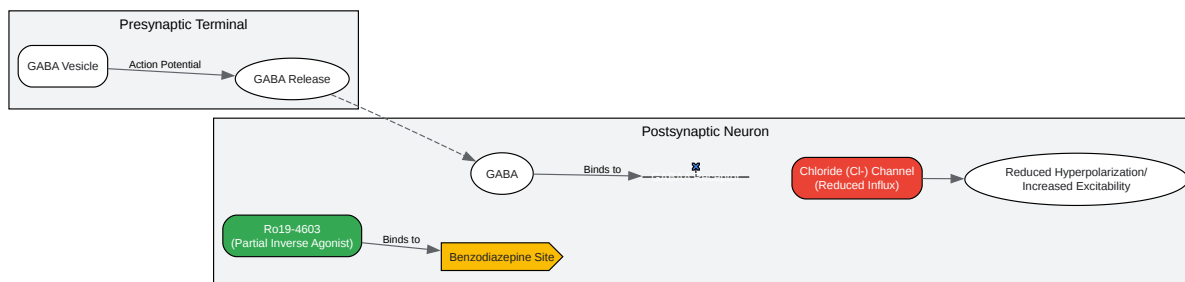 Presynaptic Terminal
GABA Vesicle
Action Potential
GABA Release
Postsynaptic Neuron
GABA
Binds to
Chloride (Cl-) Channel
(Reduced Influx)
Reduced Hyperpolarization/
Increased Excitability
Ro19-4603
(Partial Inverse Agonist)
Binds to
Benzodiazepine Site